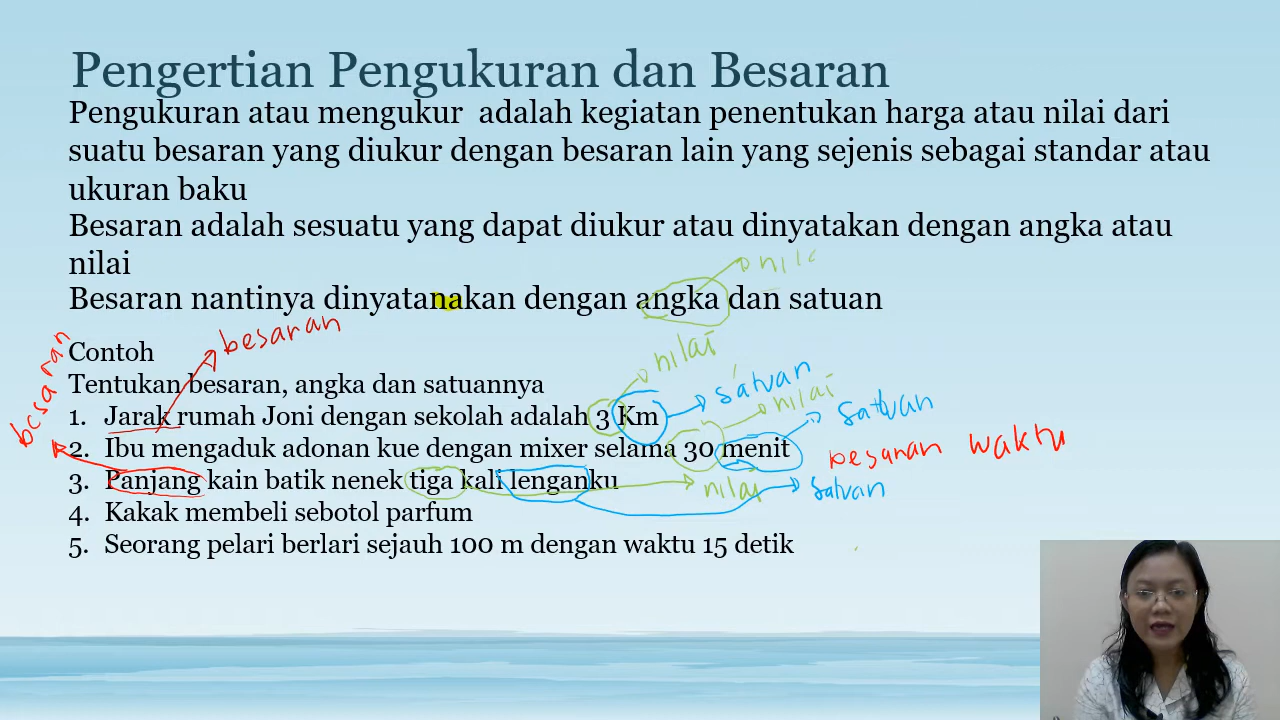 Pengertian Pengukuran dan Besaran
Pengukuran atau mengukur adalah kegiatan penentukan harga atau nilai dari
suatu besaran yang diukur dengan besaran lain yang sejenis sebagai standar atau
ukuran baku
Besaran adalah sesuatu yang dapat diukur atau dinyatakan dengan angka atau
nilai
nilai
Besaran nantinya dinyatanakan dengan angka dan satuan
besaran
besaran
Contoh
nilai
Tentukan besaran, angka dan satuannya
satuan
nilai
satuan
1. Jarak rumah Joni dengan sekolah adalah 3 Km
2. Ibu mengaduk adonan kue dengan mixer selama 30 menit
besaran waktu
3. Panjang kain batik nenek tiga kali lenganku
nilai
satuan
4. Kakak membeli sebotol parfum
5. Seorang pelari berlari sejauh 100 m dengan waktu 15 detik